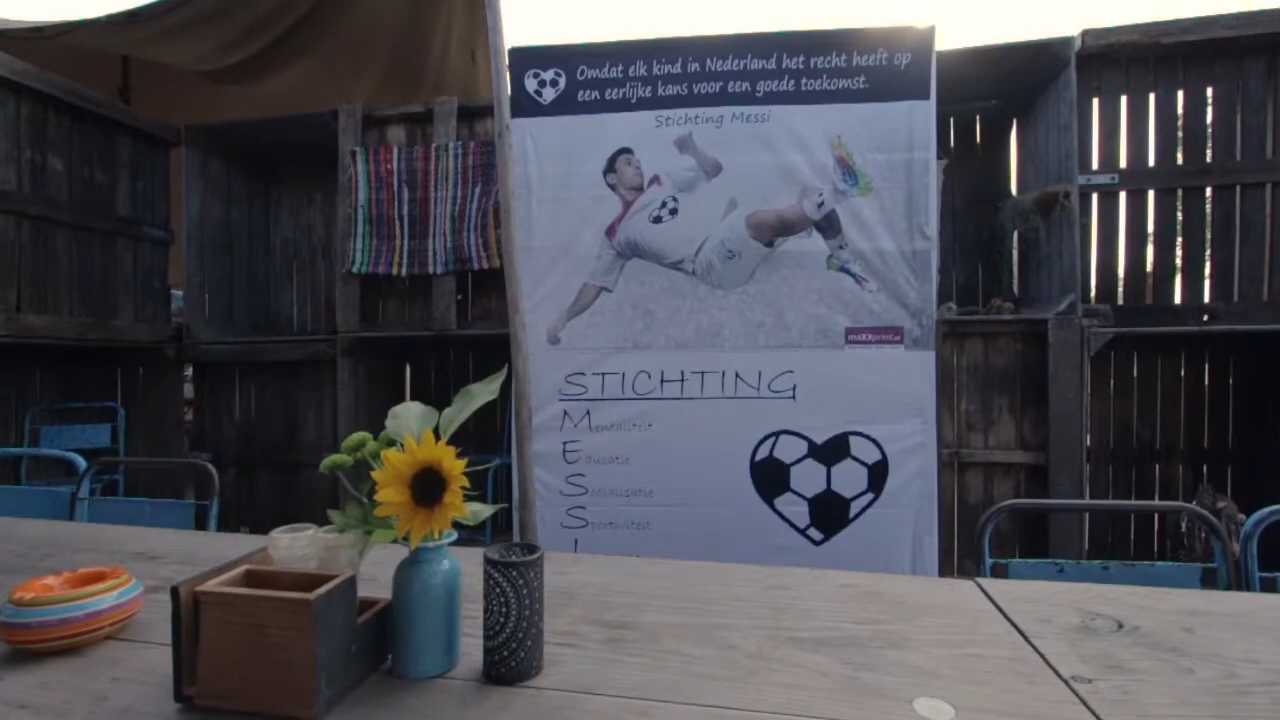 Omdat elk kind in Nederland het recht heeft op
een eerlijke kans voor een goede toekomst.
Stichting Messi
maxxprint.nl
STICHTING
Mentaliteit
Educatie
Socialisatie
Sportiviteit
I